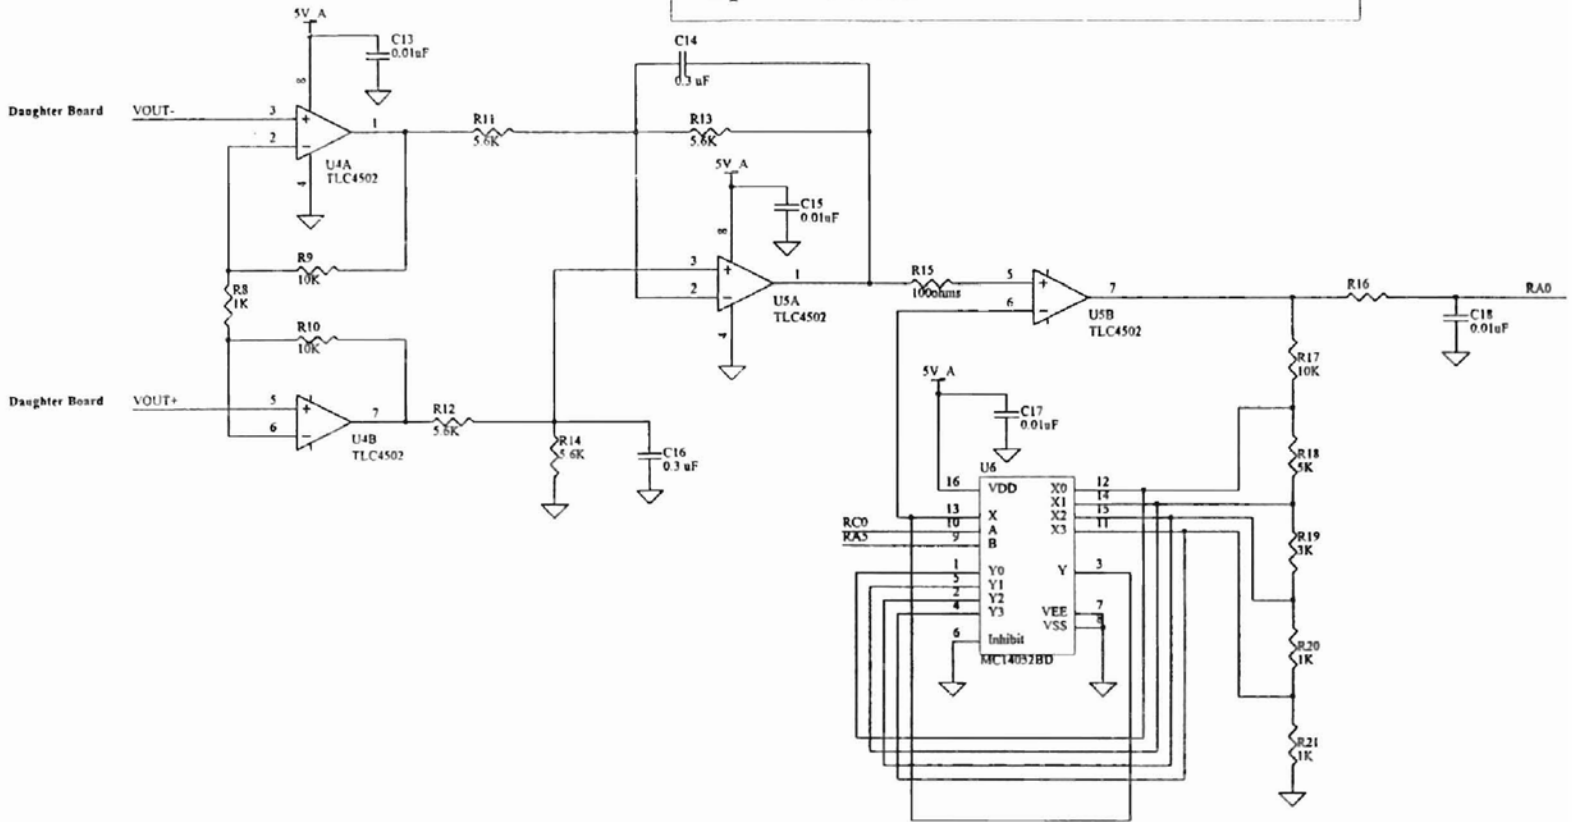 5V_A
C13
0.01uF
8
Daughter Board VOUT- 3
1
2
U4A
TLC4502
4
R11
5.6K
C14
0.3 uF
R13
5.6K
5V_A
C15
0.01uF
8
R9
10K
R8
1K
R10
10K
3
1
2
U5A
TLC4502
4
R15
100ohms
5
7
6
U5B
TLC4502
R16
RA0
C18
0.01uF
Daughter Board VOUT+ 5
7
6
U4B
TLC4502
R12
5.6K
R14
5.6K
C16
0.3 uF
5V_A
C17
0.01uF
R17
10K
R18
5K
R19
3K
R20
1K
R21
1K
U6
16 VDD X0 12
X1 14
13 X X2 15
RC0 10 A X3 11
RA5 9 B
1 Y0 Y 3
5 Y1
2 Y2
4 Y3 VEE 7
VSS 8
6 Inhibit
MC14052BD